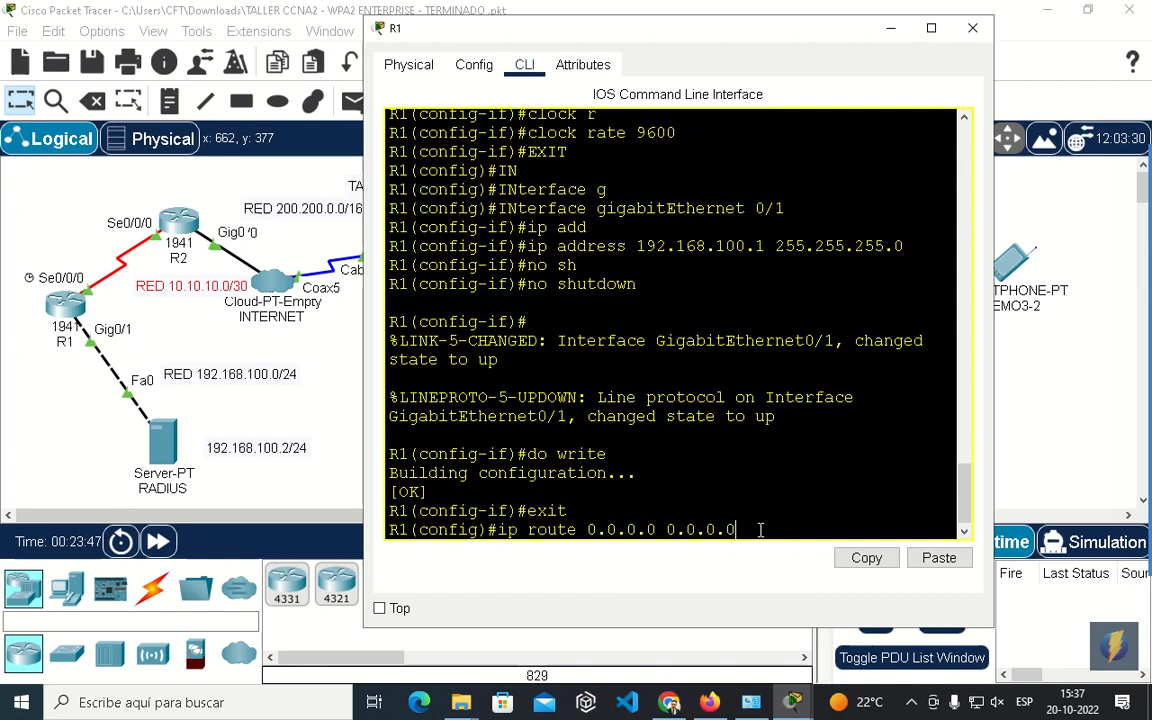 Cisco Packet Tracer - C:\Users\CFT\Downloads\TALLER CCNA2 - WPA2 ENTERPRISE - TERMINADO .pkt
File Edit Options View Tools Extensions Window
x: 662, y: 377
Logical
Physical
12:03:30
R1
Physical Config CLI Attributes
IOS Command Line Interface
R1(config-if)#clock r
R1(config-if)#clock rate 9600
R1(config-if)#EXIT
R1(config)#IN
R1(config)#INterface g
R1(config)#INterface gigabitEthernet 0/1
R1(config-if)#ip add
R1(config-if)#ip address 192.168.100.1 255.255.255.0
R1(config-if)#no sh
R1(config-if)#no shutdown
R1(config-if)#
%LINK-5-CHANGED: Interface GigabitEthernet0/1, changed
state to up
%LINEPROTO-5-UPDOWN: Line protocol on Interface
GigabitEthernet0/1, changed state to up
R1(config-if)#do write
Building configuration...
[OK]
R1(config-if)#exit
R1(config)#ip route 0.0.0.0 0.0.0.0
Copy
Paste
Top
TA
RED 200.200.0.0/16
Se0/0/0
1941
R2
Gig0
Cab
Se0/0/0
RED 10.10.10.0/30
Coax5
Cloud-PT-Empty
INTERNET
1941
R1
Gig0/1
RED 192.168.100.0/24
Fa0
192.168.100.2/24
Server-PT
RADIUS
TPHONE-PT
EMO3-2
Time: 00:23:47
time
Simulation
4331
4321
829
Fire Last Status Sour
Toggle PDU List Window
Escribe aquí para buscar
22°C
ESP
15:37
20-10-2022